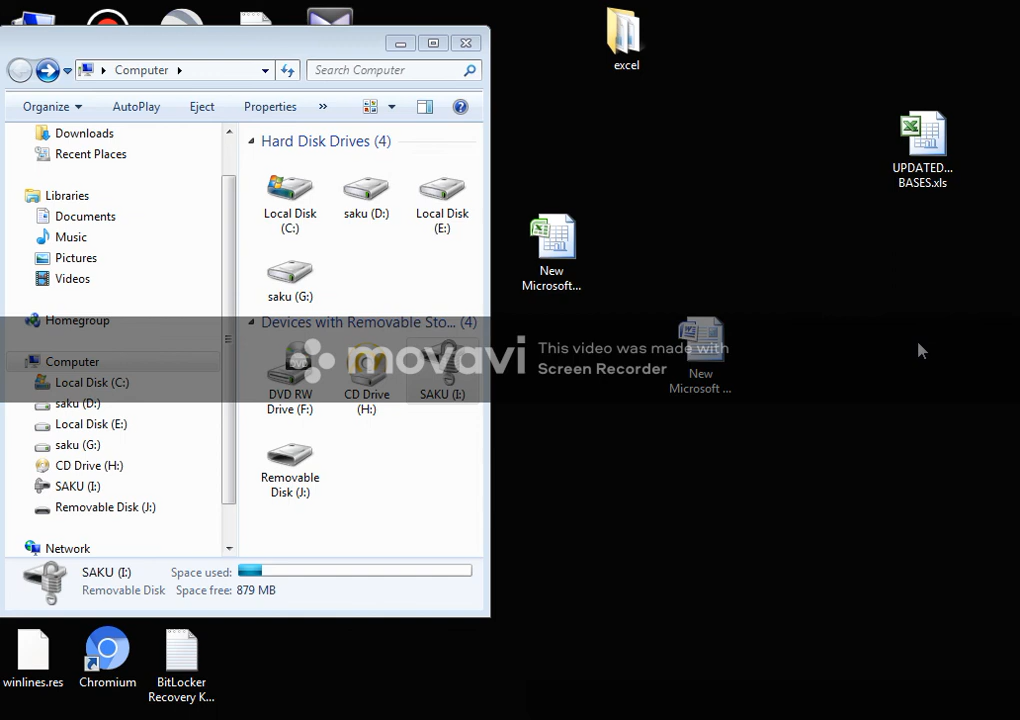 excel
Computer
Search Computer
Organize
AutoPlay
Eject
Properties
»
Downloads
Recent Places
Libraries
Documents
Music
Pictures
Videos
Homegroup
Computer
Local Disk (C:)
saku (D:)
Local Disk (E:)
saku (G:)
CD Drive (H:)
SAKU (I:)
Removable Disk (J:)
Network
Hard Disk Drives (4)
Local Disk
(C:)
saku (D:)
Local Disk
(E:)
saku (G:)
Devices with Removable Sto... (4)
DVD
DVD RW
Drive (F:)
CD Drive
(H:)
SAKU (I:)
Removable
Disk (J:)
SAKU (I:)
Removable Disk
Space used:
Space free: 879 MB
UPDATED...
BASES.xls
New
Microsoft...
New
Microsoft ...
movavi
This video was made with
Screen Recorder
winlines.res
Chromium
BitLocker
Recovery K...